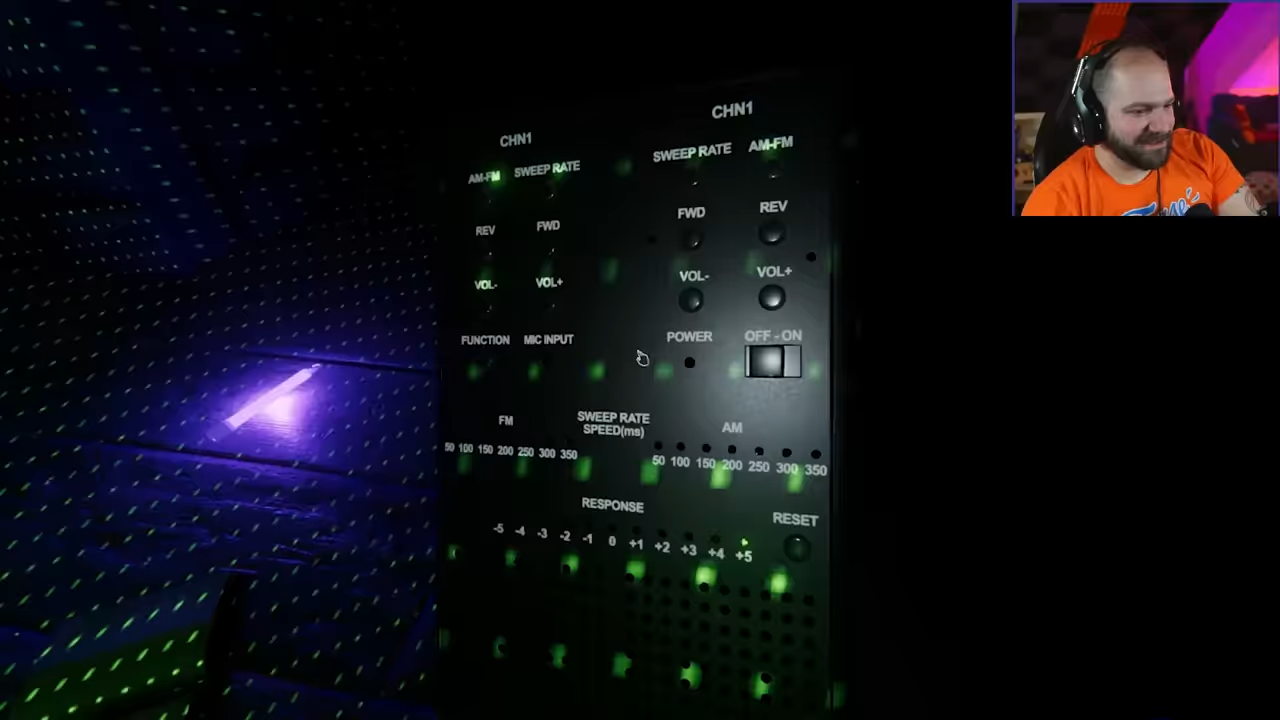 CHN1 CHN1
AM-FM SWEEP RATE SWEEP RATE AM-FM
REV FWD FWD REV
VOL- VOL+ VOL- VOL+
FUNCTION MIC INPUT POWER OFF - ON
FM SWEEP RATE SPEED(ms) AM
50 100 150 200 250 300 350 50 100 150 200 250 300 350
RESPONSE RESET
-5 -4 -3 -2 -1 0 +1 +2 +3 +4 +5